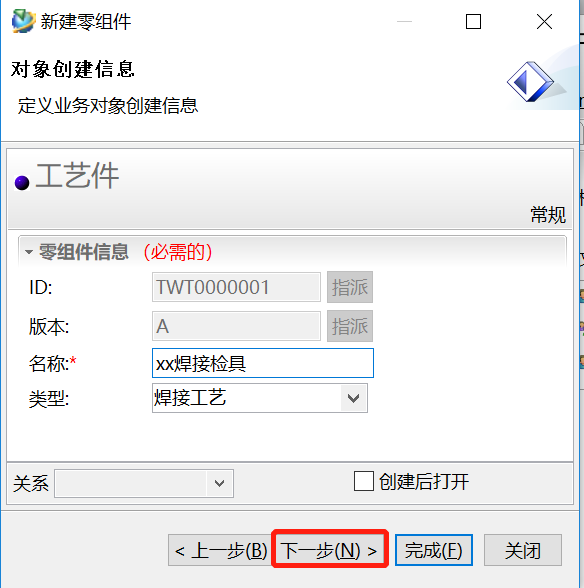 新建零组件
对象创建信息
定义业务对象创建信息
工艺件
常规
零组件信息 (必需的)
ID: TWT0000001 指派
版本: A 指派
名称:* xx焊接检具
类型: 焊接工艺
关系 创建后打开
< 上一步(B) 下一步(N) > 完成(F) 关闭